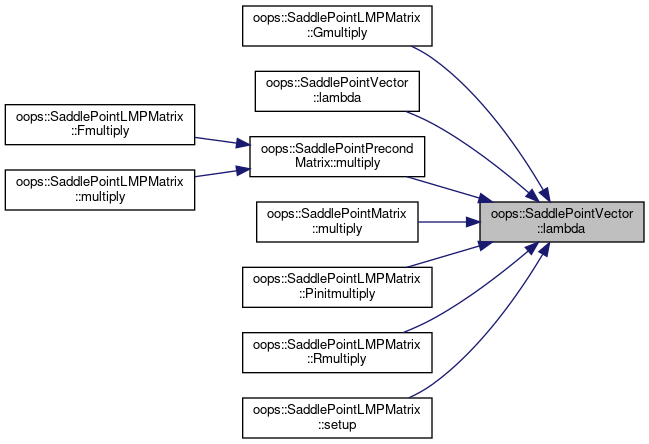 oops::SaddlePointLMPMatrix
::Gmultiply
oops::SaddlePointVector
::lambda
oops::SaddlePointLMPMatrix
::Fmultiply
oops::SaddlePointPrecond
Matrix::multiply
oops::SaddlePointLMPMatrix
::multiply
oops::SaddlePointMatrix
::multiply
oops::SaddlePointVector
::lambda
oops::SaddlePointLMPMatrix
::Pinitmultiply
oops::SaddlePointLMPMatrix
::Rmultiply
oops::SaddlePointLMPMatrix
::setup